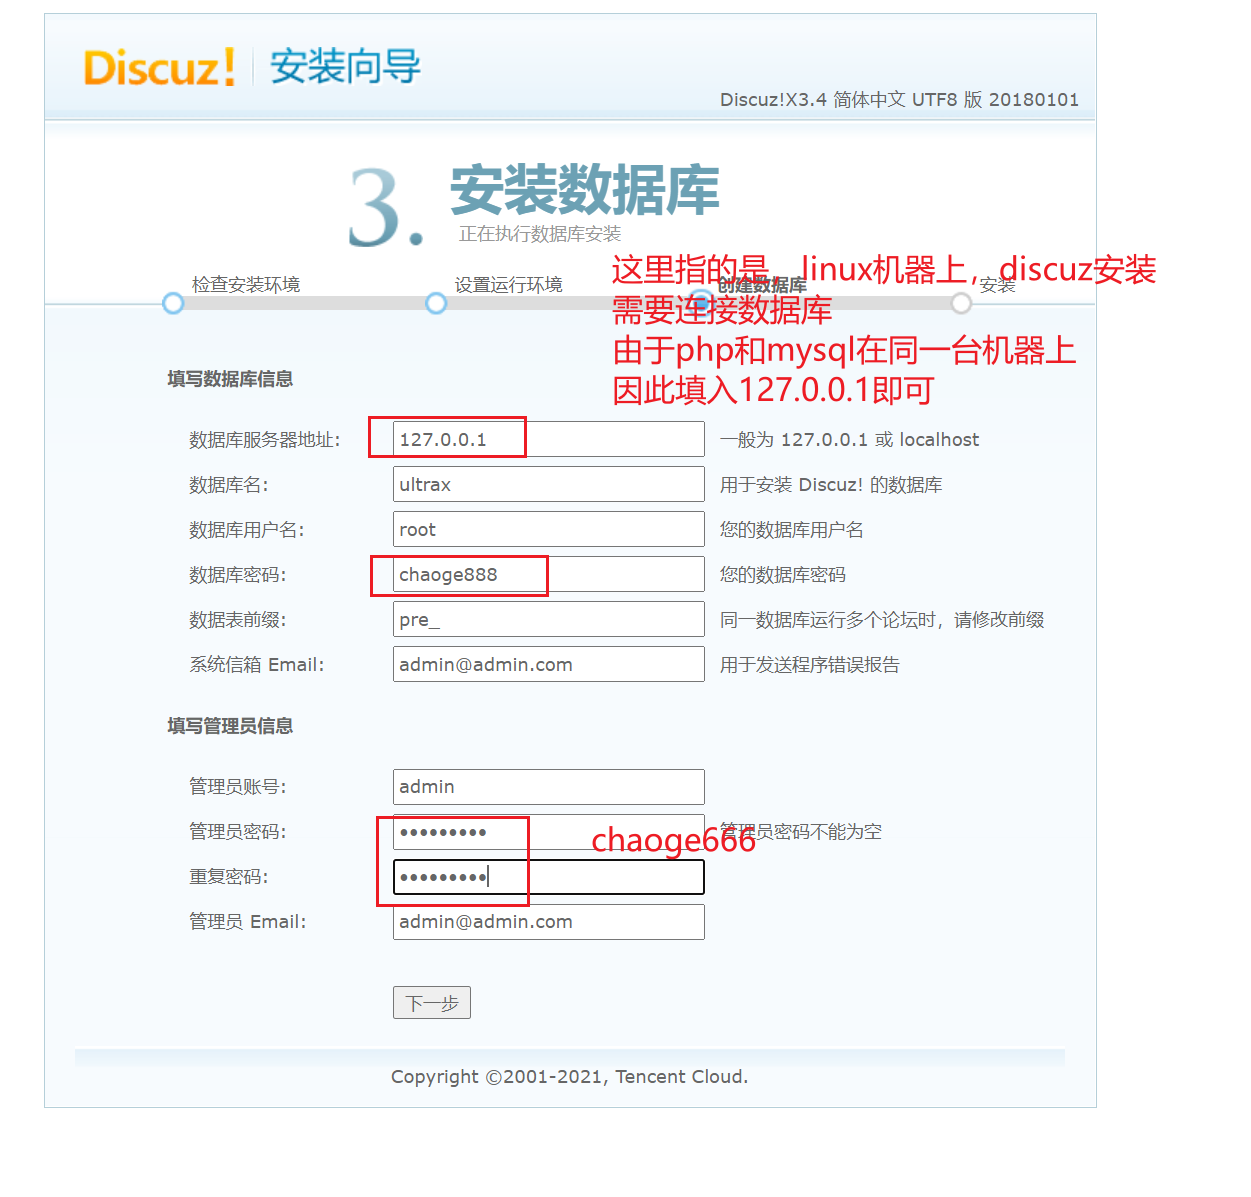 Discuz! 安装向导
Discuz!X3.4 简体中文 UTF8 版 20180101
3. 安装数据库
正在执行数据库安装
检查安装环境 设置运行环境 创建数据库 安装
这里指的是,linux机器上,discuz安装
需要连接数据库
由于php和mysql在同一台机器上
因此填入127.0.0.1即可
填写数据库信息
数据库服务器地址: 127.0.0.1 一般为 127.0.0.1 或 localhost
数据库名: ultrax 用于安装 Discuz! 的数据库
数据库用户名: root 您的数据库用户名
数据库密码: chaoge888 您的数据库密码
数据表前缀: pre_ 同一数据库运行多个论坛时，请修改前缀
系统信箱 Email: admin@admin.com 用于发送程序错误报告
填写管理员信息
管理员账号: admin
管理员密码: ••••••••• chaoge666 管理员密码不能为空
重复密码: •••••••••
管理员 Email: admin@admin.com
下一步
Copyright ©2001-2021, Tencent Cloud.